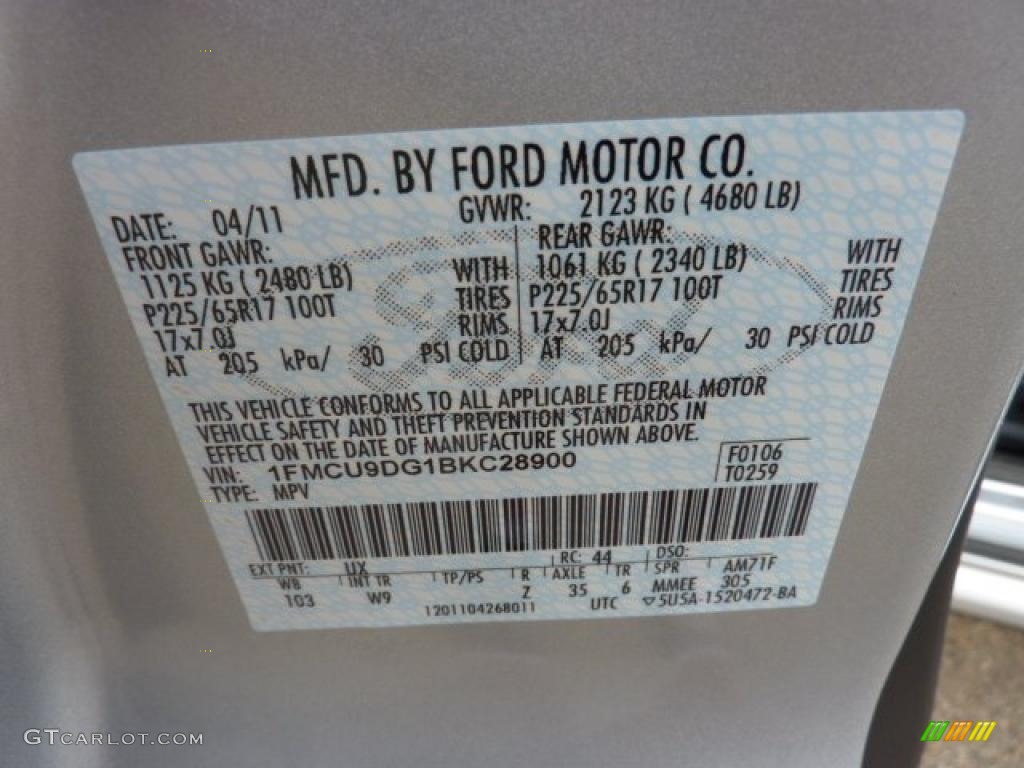 MFD. BY FORD MOTOR CO.
DATE: 04/11 GVWR: 2123 KG ( 4680 LB)
FRONT GAWR: REAR GAWR:
1125 KG ( 2480 LB) WITH 1061 KG ( 2340 LB) WITH
P225/65R17 100T TIRES P225/65R17 100T TIRES
17x7.0J RIMS 17x7.0J RIMS
AT 205 kPa/ 30 PSI COLD AT 205 kPa/ 30 PSI COLD
THIS VEHICLE CONFORMS TO ALL APPLICABLE FEDERAL MOTOR
VEHICLE SAFETY AND THEFT PREVENTION STANDARDS IN
EFFECT ON THE DATE OF MANUFACTURE SHOWN ABOVE.
VIN: 1FMCU9DG1BKC28900 F0106
TYPE: MPV T0259
EXT PNT: UX RC: 44 DSO:
WB INT TR TP/PS R AXLE TR SPR AM71F
103 W9 Z 35 6 MMEE 305
1201104268011 UTC ▽5U5A-1520472-BA
GTCARLOT.COM